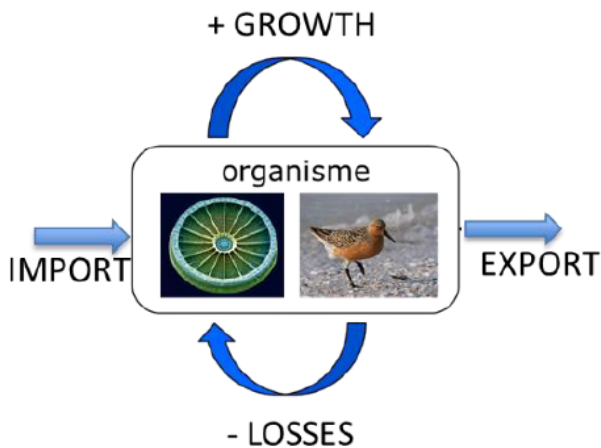 + GROWTH
organisme
IMPORT
EXPORT
- LOSSES